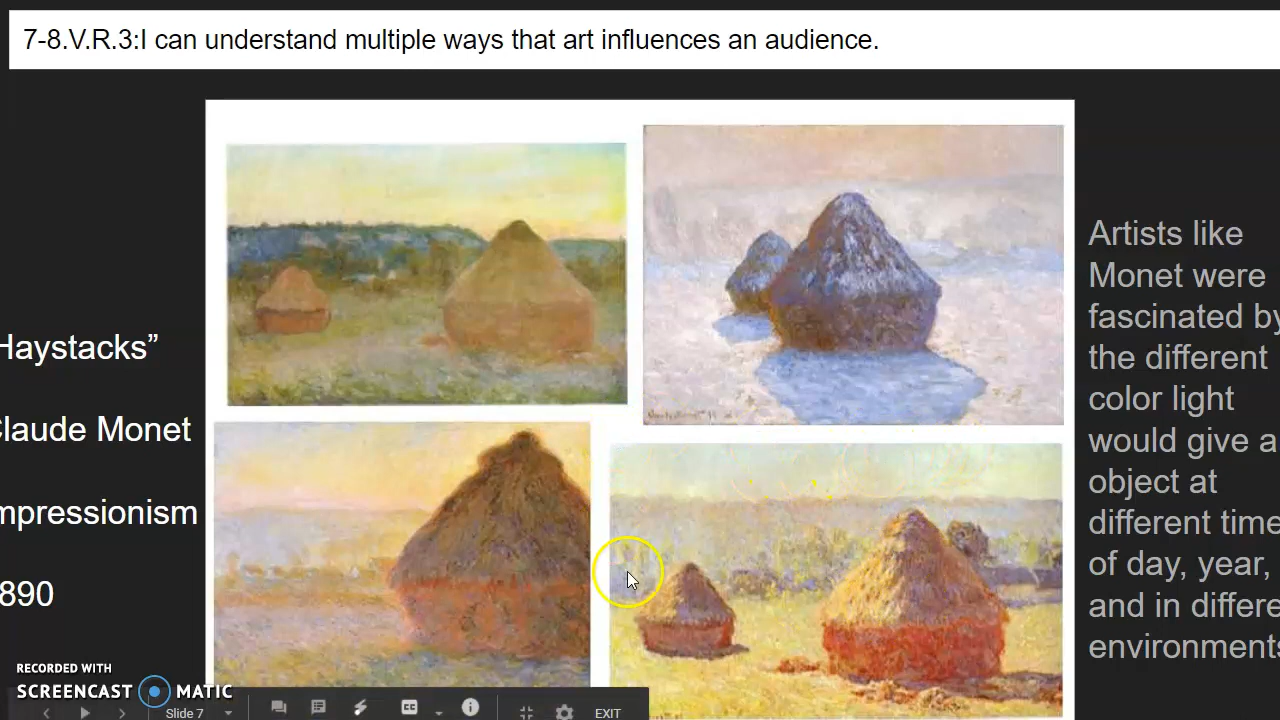 7-8.V.R.3:I can understand multiple ways that art influences an audience.
Haystacks”
Claude Monet
mpressionism
890
Artists like
Monet were
fascinated by
the different
color light
would give a
object at
different time
of day, year,
and in differe
environments
RECORDED WITH
SCREENCAST MATIC
Slide 7
CC
EXIT